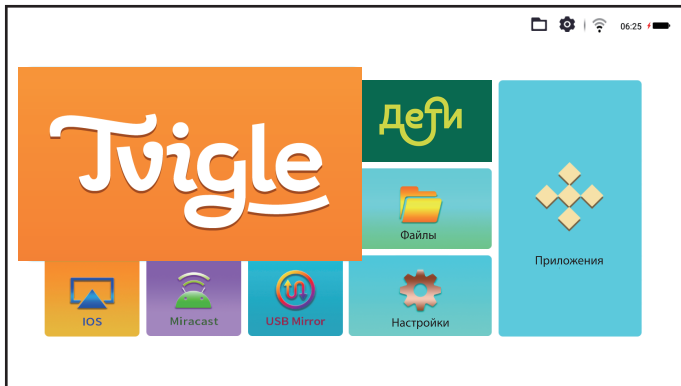 06:25
Tvigle
Дети
Файлы
Приложения
IOS
Miracast
USB Mirror
Настройки